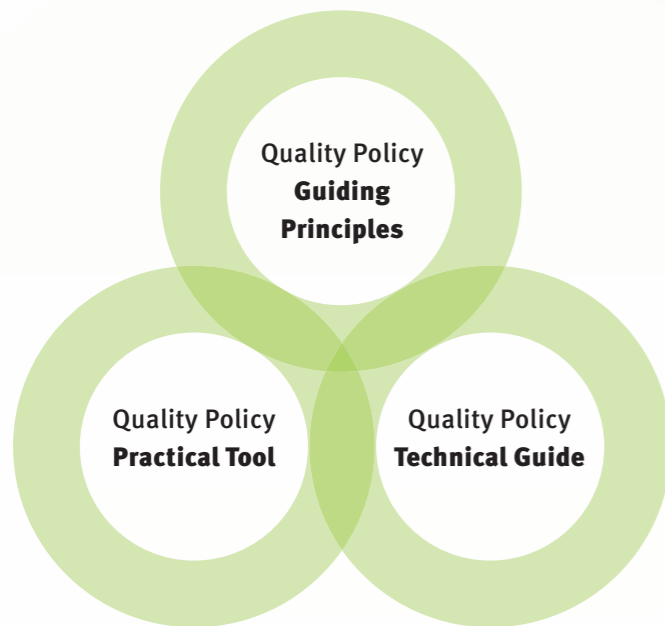 Quality Policy
Guiding
Principles
Quality Policy
Practical Tool
Quality Policy
Technical Guide